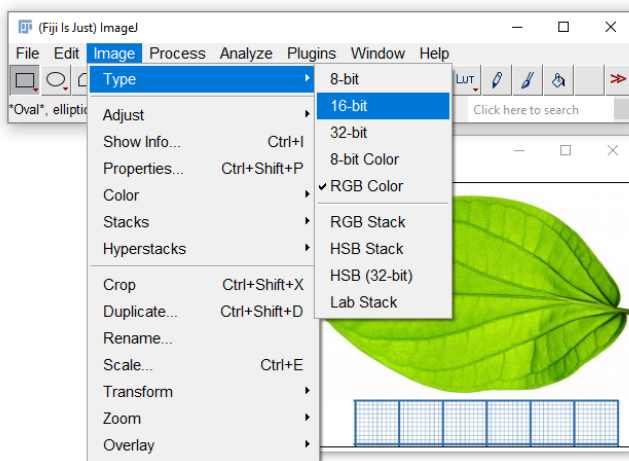 (Fiji Is Just) ImageJ
File Edit Image Process Analyze Plugins Window Help
LUT
*Oval*, Click here to search
Type
Adjust
Show Info... Ctrl+I
Properties... Ctrl+Shift+P
Color
Stacks
Hyperstacks
Crop Ctrl+Shift+X
Duplicate... Ctrl+Shift+D
Rename...
Scale... Ctrl+E
Transform
Zoom
Overlay
8-bit
16-bit
32-bit
8-bit Color
RGB Color
RGB Stack
HSB Stack
HSB (32-bit)
Lab Stack